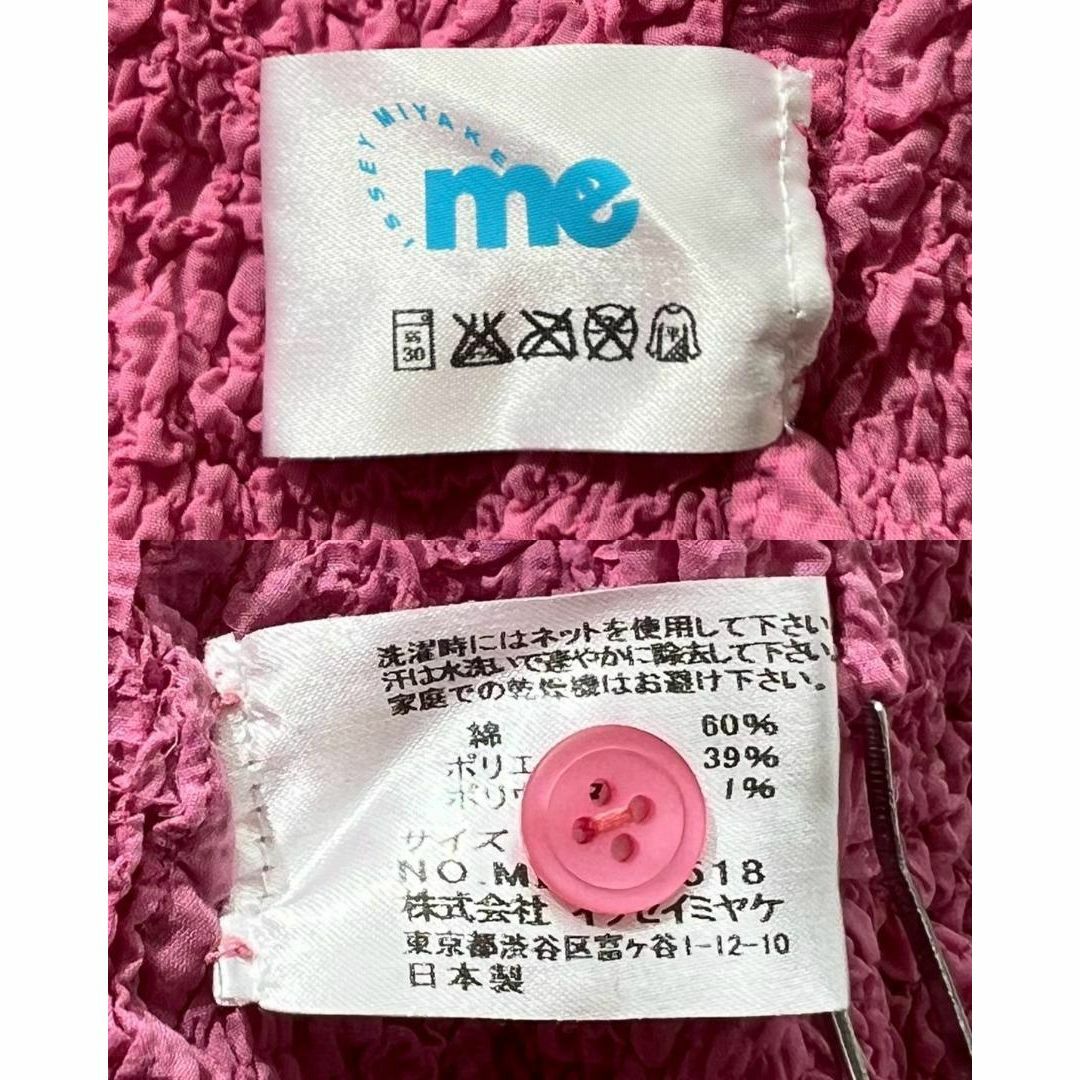 ISSEY MIYAKE
me
SS
30
平
洗濯時にはネットを使用して下さい
汗は水洗いで速やかに除去して下さい。
家庭での乾燥機はお避け下さい。
綿 60%
ポリエ 39%
ポリウ 1%
サイズ
NO. 618
株式会社 イッセイミヤケ
東京都渋谷区富ヶ谷1-12-10
日本製